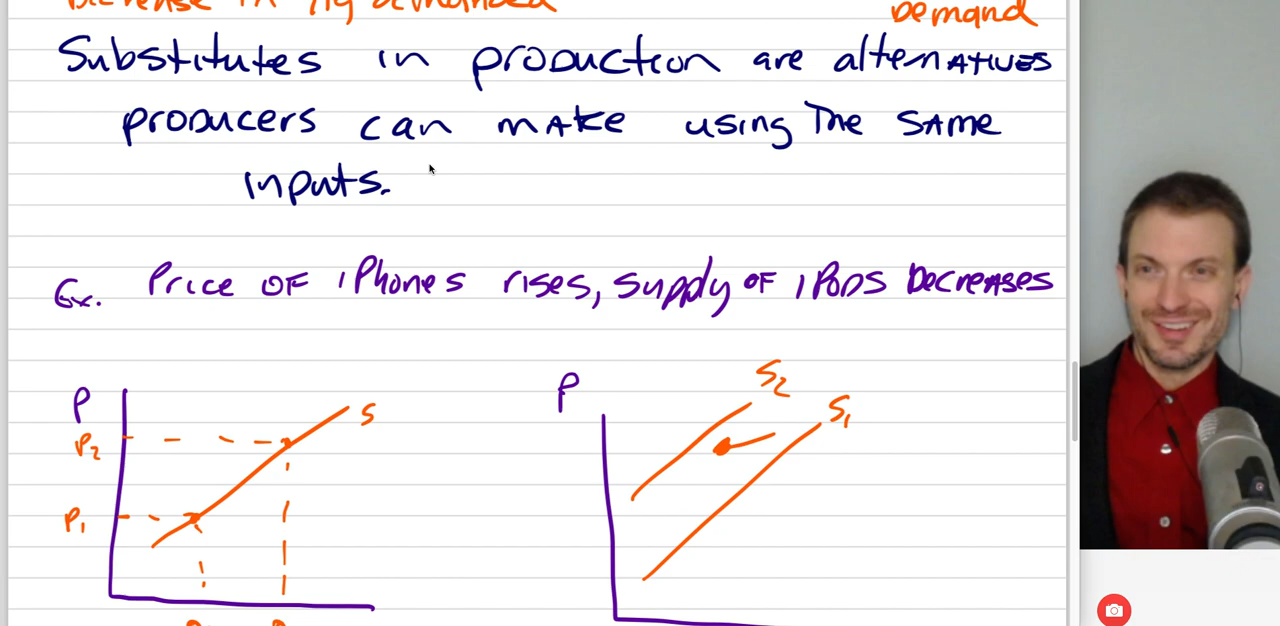 Demand
Substitutes in production are alternatives
producers can make using The same
inputs.
Ex. Price of iPhones rises, supply of iPods Decreases
P
P2
P1
S
P
S2
S1